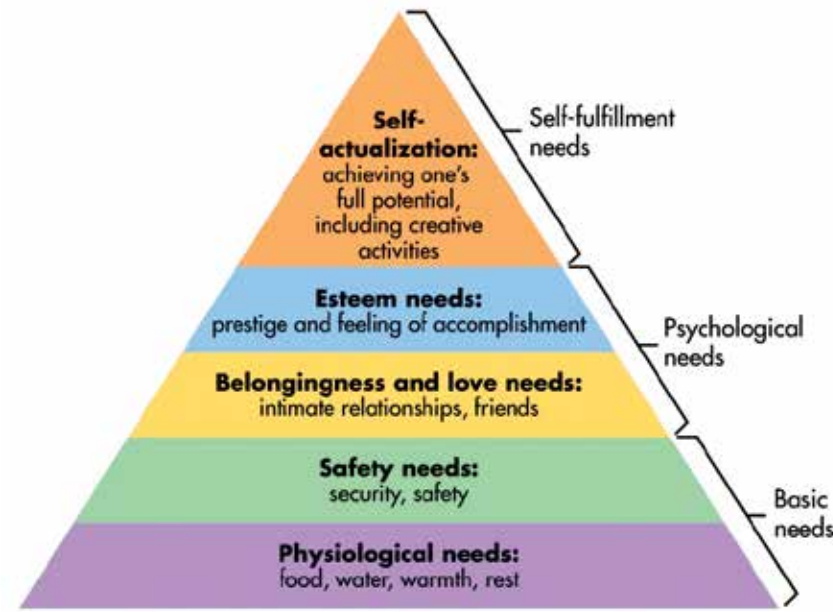 Self-
actualization:
achieving one's
full potential,
including creative
activities
Self-fulfillment
needs
Esteem needs:
prestige and feeling of accomplishment
Psychological
needs
Belongingness and love needs:
intimate relationships, friends
Safety needs:
security, safety
Basic
needs
Physiological needs:
food, water, warmth, rest